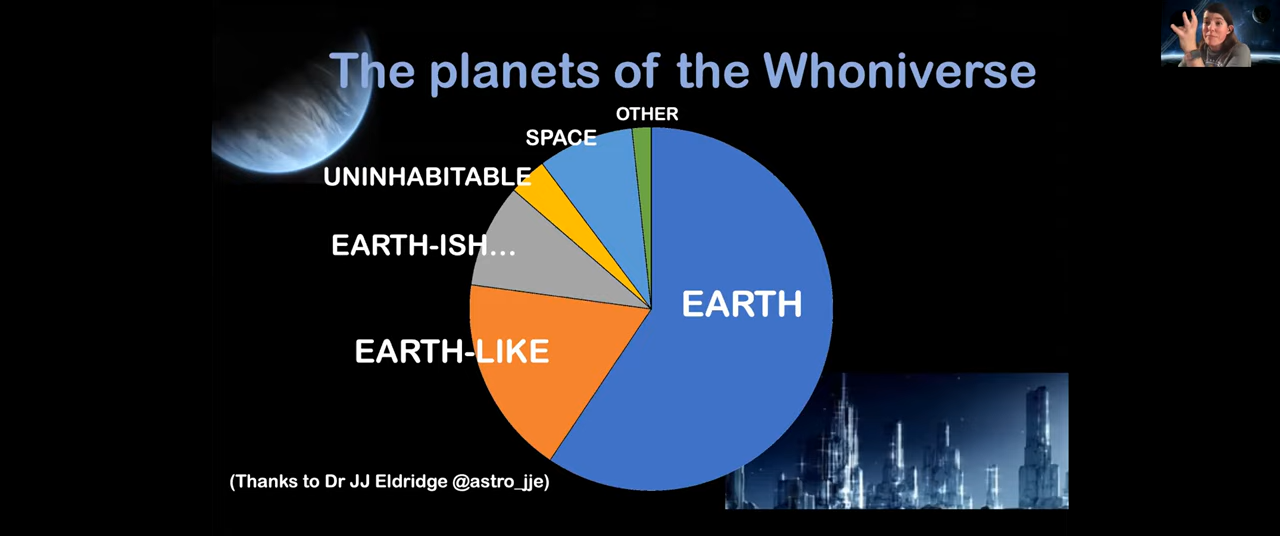 The planets of the Whoniverse
OTHER
SPACE
UNINHABITABLE
EARTH-ISH...
EARTH
EARTH-LIKE
(Thanks to Dr JJ Eldridge @astro_jje)